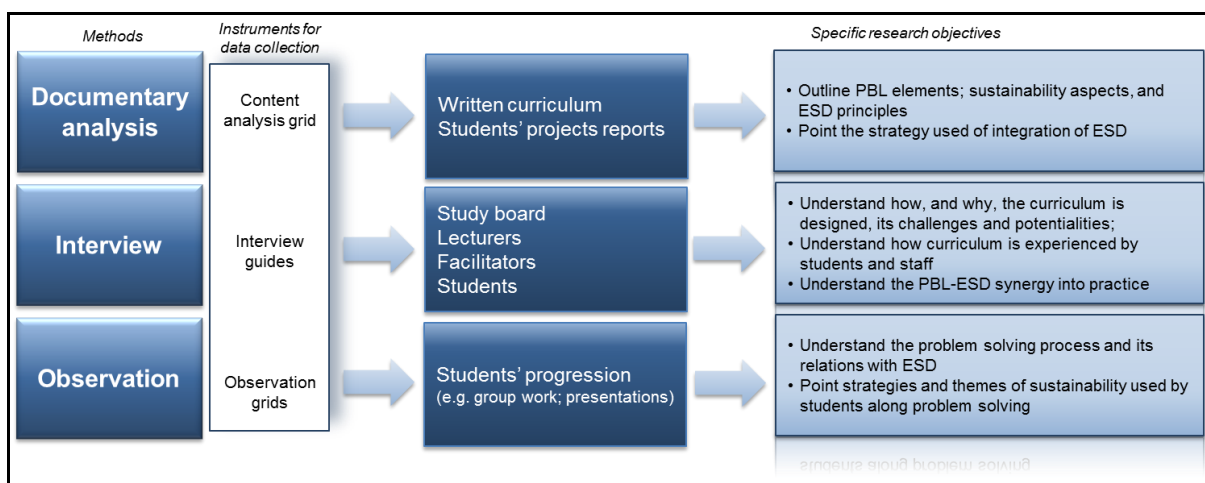 Methods
Instruments for
data collection
Specific research objectives
Documentary
analysis
Content
analysis grid
Written curriculum
Students’ projects reports
• Outline PBL elements; sustainability aspects, and
ESD principles
• Point the strategy used of integration of ESD
Interview
Interview
guides
Study board
Lecturers
Facilitators
Students
• Understand how, and why, the curriculum is
designed, its challenges and potentialities;
• Understand how curriculum is experienced by
students and staff
• Understand the PBL-ESD synergy into practice
Observation
Observation
grids
Students’ progression
(e.g. group work; presentations)
• Understand the problem solving process and its
relations with ESD
• Point strategies and themes of sustainability used by
students along problem solving